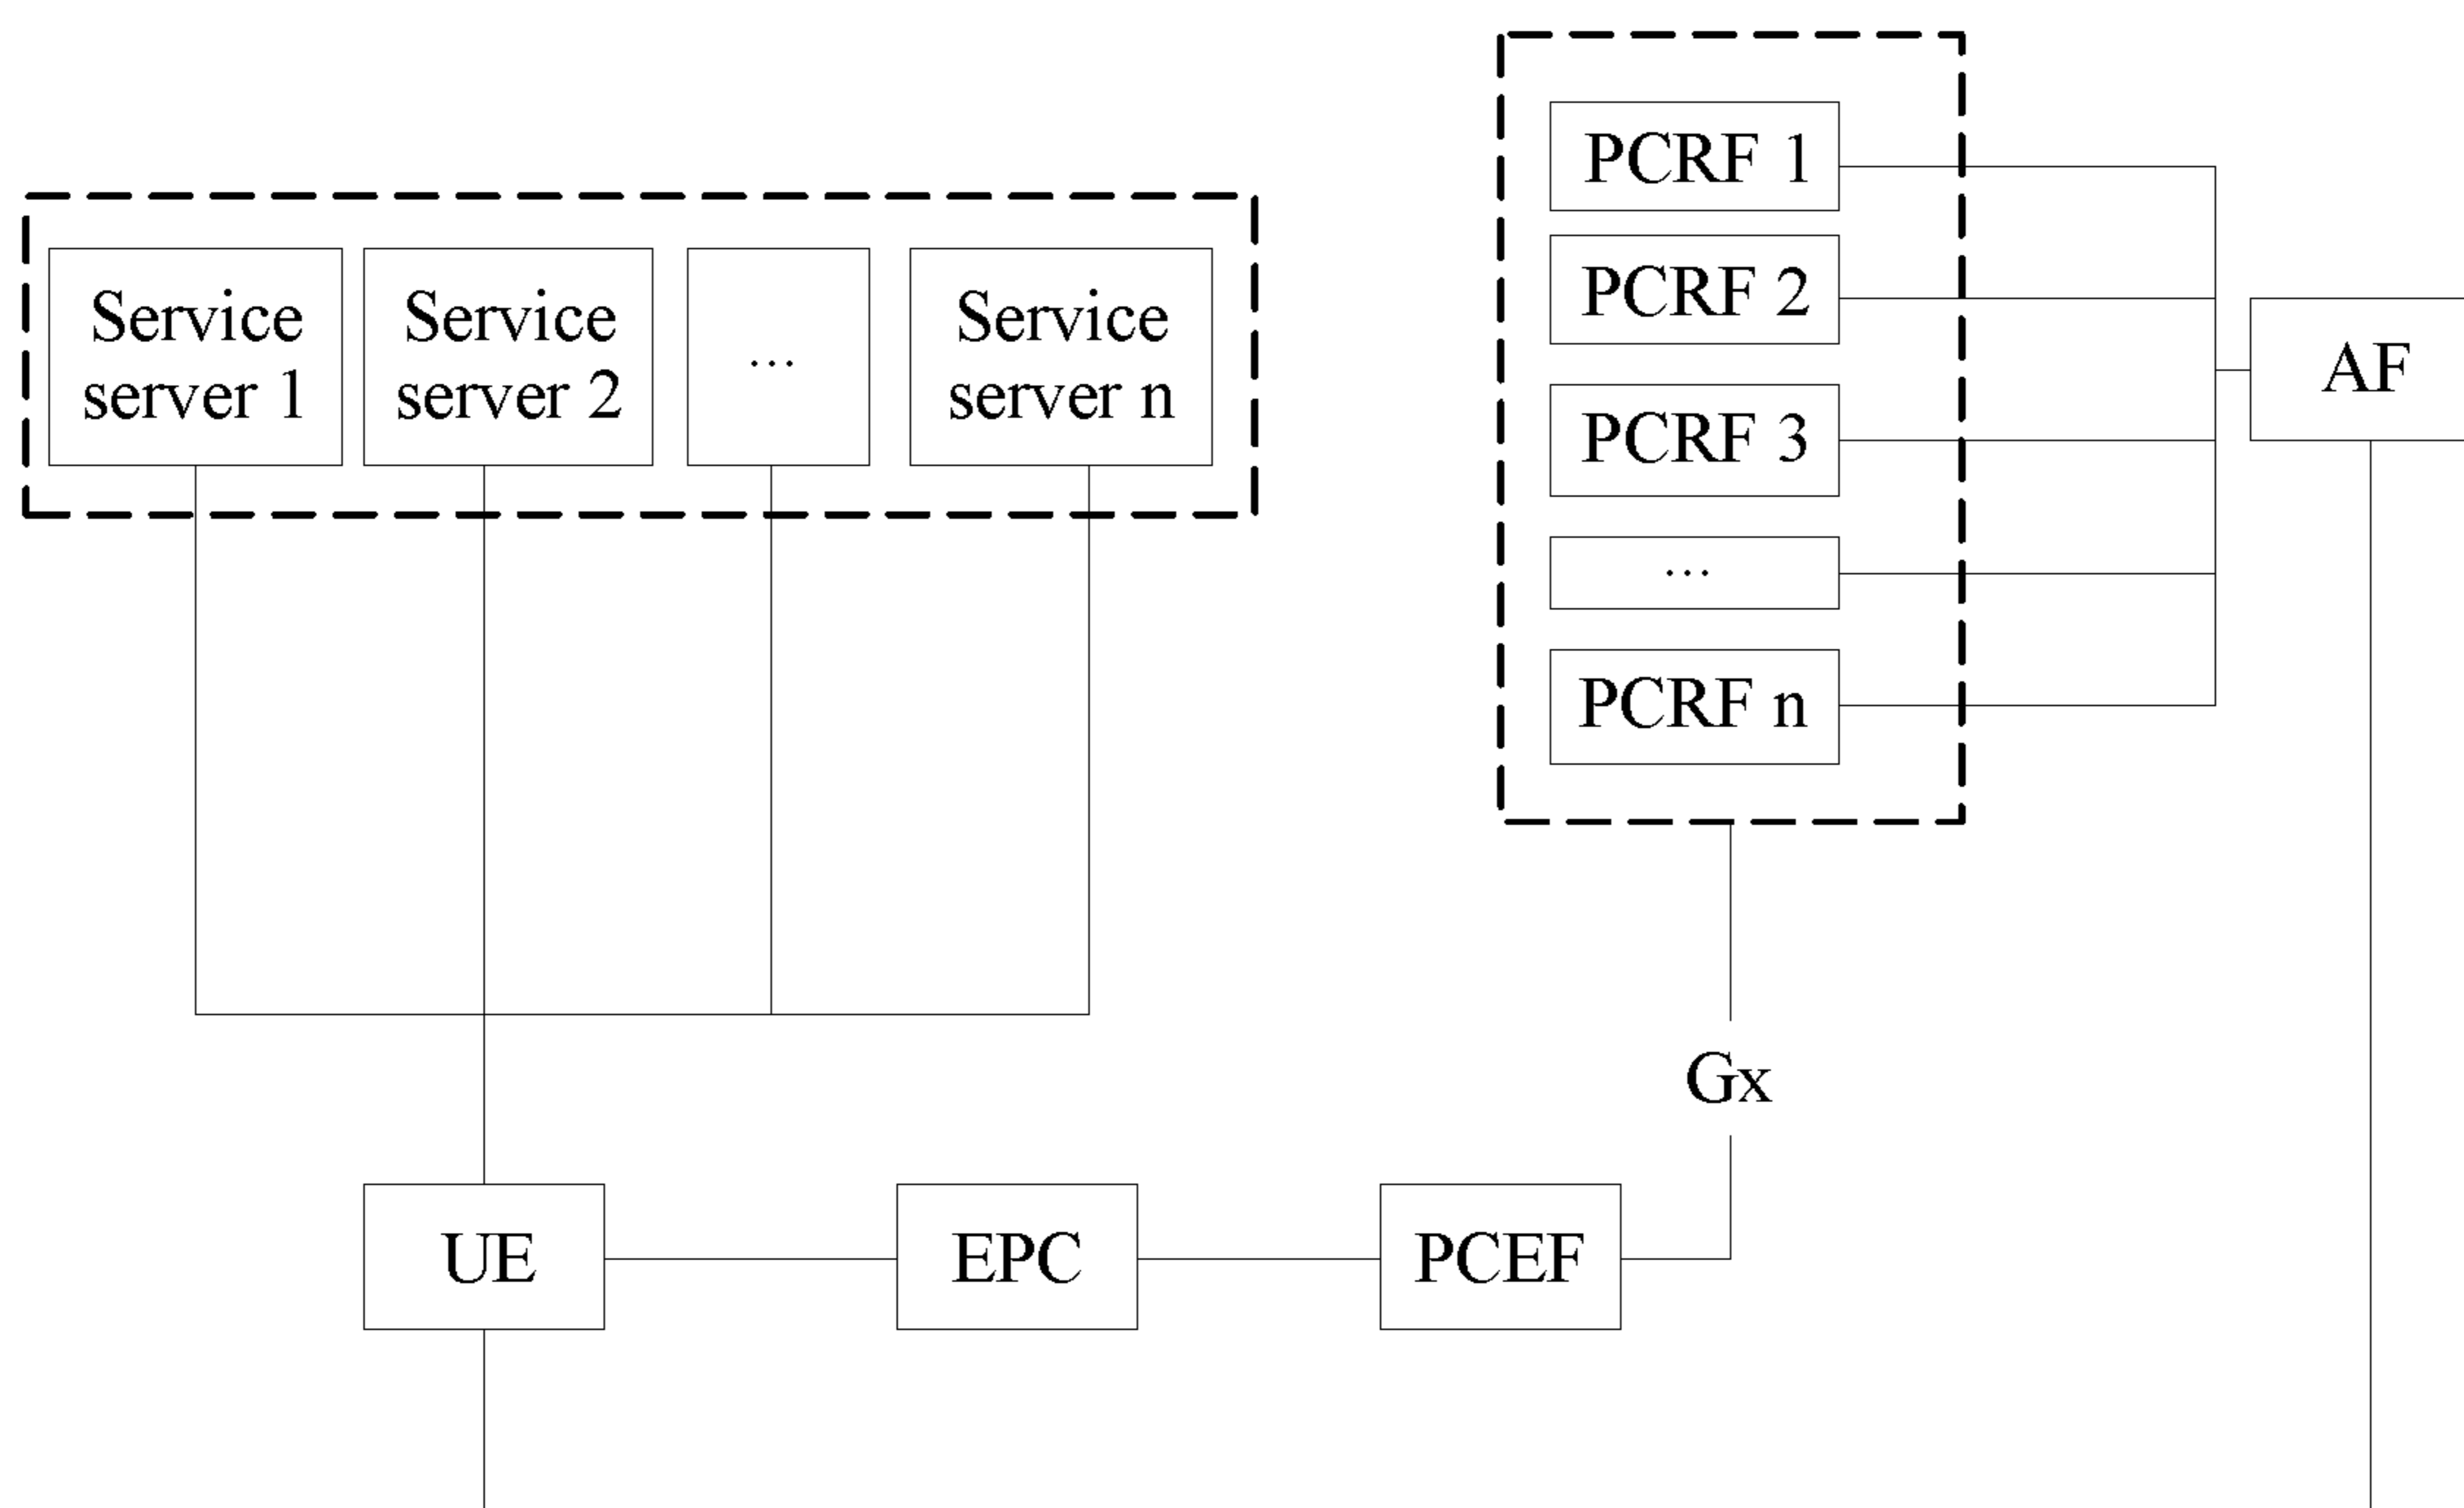 Service
server 1
Service
server 2
...
Service
server n
PCRF 1
PCRF 2
PCRF 3
...
PCRF n
AF
Gx
UE
EPC
PCEF